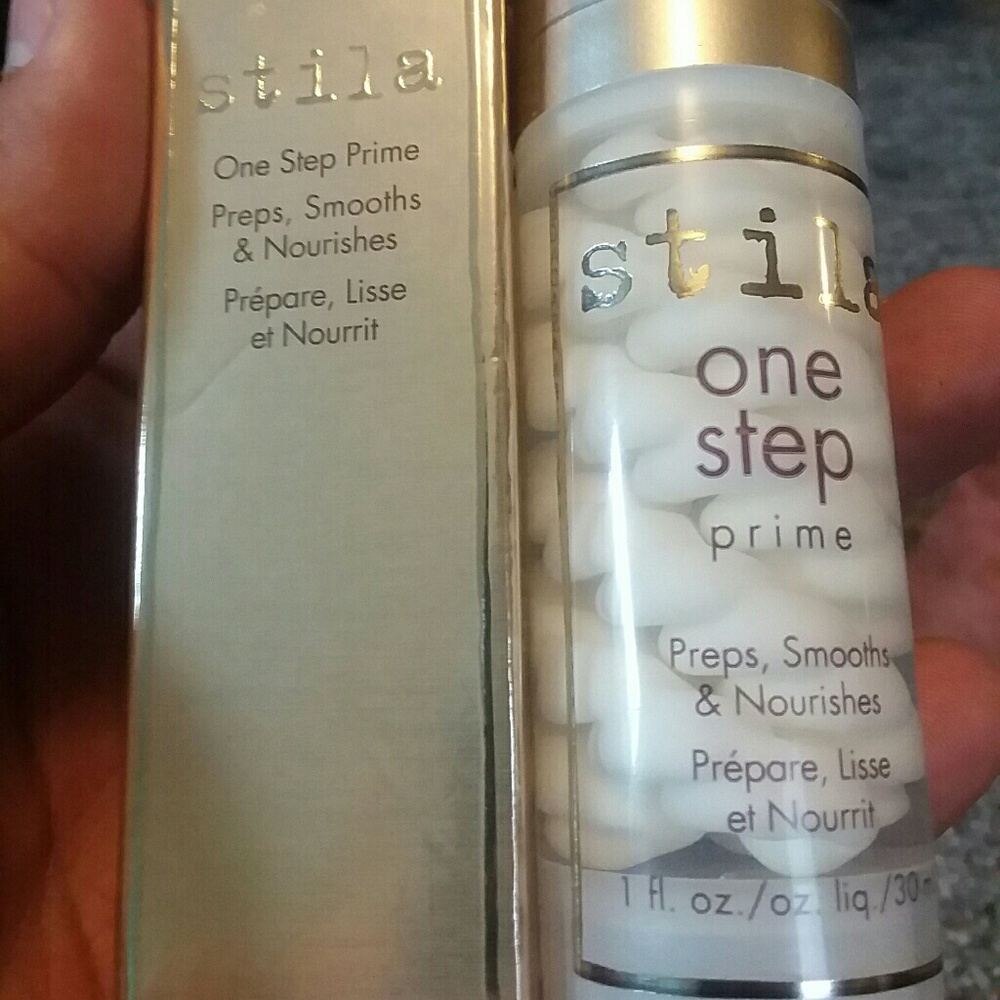 stila
One Step Prime
Preps, Smooths
& Nourishes
Prépare, Lisse
et Nourrit
stila
one
step
prime
Preps, Smooths
& Nourishes
Prépare, Lisse
et Nourrit
1 fl. oz./oz. liq./30